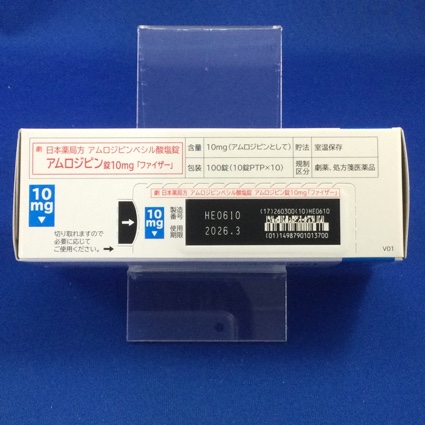 劇 日本薬局方 アムロジピンベシル酸塩錠
アムロジピン錠10mg「ファイザー」
含量 10mg(アムロジピンとして) 貯法 室温保存
包装 100錠(10錠PTP×10) 規制区分 劇薬、処方箋医薬品
劇 日本薬局方 アムロジピンベシル酸塩錠 アムロジピン錠10mg「ファイザー」
10
mg
切り取れますので
必要に応じて
ご使用ください。
10
mg
製造番号 HE0610
使用期限 2026.3
(17)260300(10)HE0610
(01)14987901013700
V01